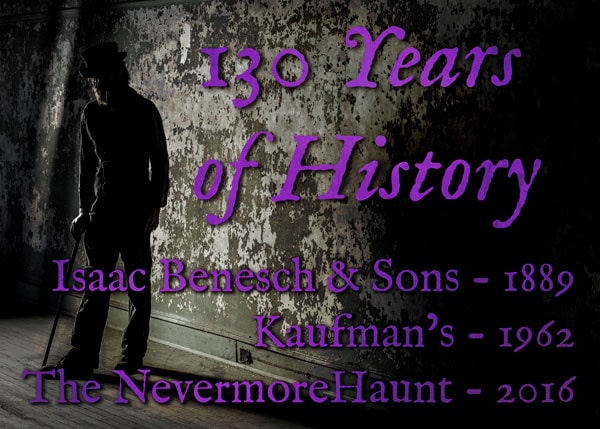 130 Years
of History
Isaac Benesch & Sons - 1889
Kaufman's - 1962
The NevermoreHaunt - 2016